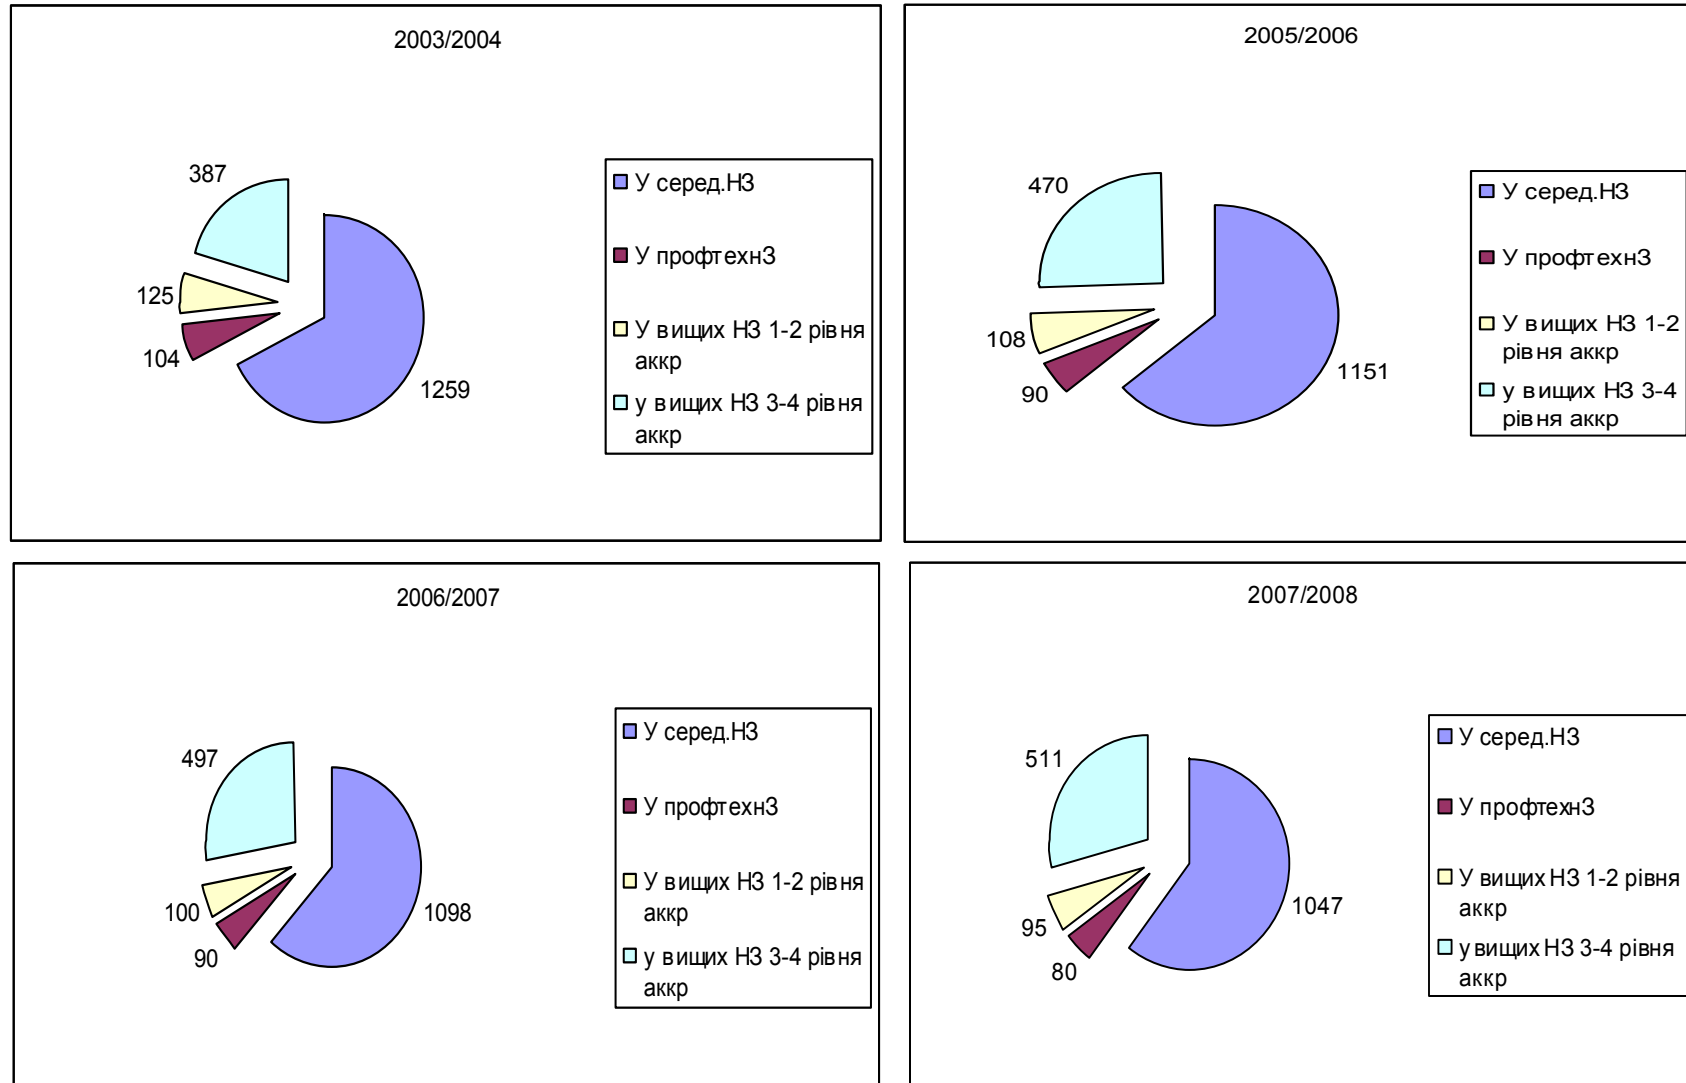 2003/2004
387
125
104
1259
У серед.НЗ
У профтехнЗ
У вищих НЗ 1-2 рівня
аккр
у вищих НЗ 3-4 рівня
аккр
2005/2006
470
108
90
1151
У серед.НЗ
У профтехнЗ
У вищих НЗ 1-2
рівня аккр
у вищих НЗ 3-4
рівня аккр
2006/2007
497
100
90
1098
У серед.НЗ
У профтехнЗ
У вищих НЗ 1-2 рівня
аккр
у вищих НЗ 3-4 рівня
аккр
2007/2008
511
95
80
1047
У серед.НЗ
У профтехнЗ
У вищих НЗ 1-2 рівня
аккр
у вищих НЗ 3-4 рівня
аккр